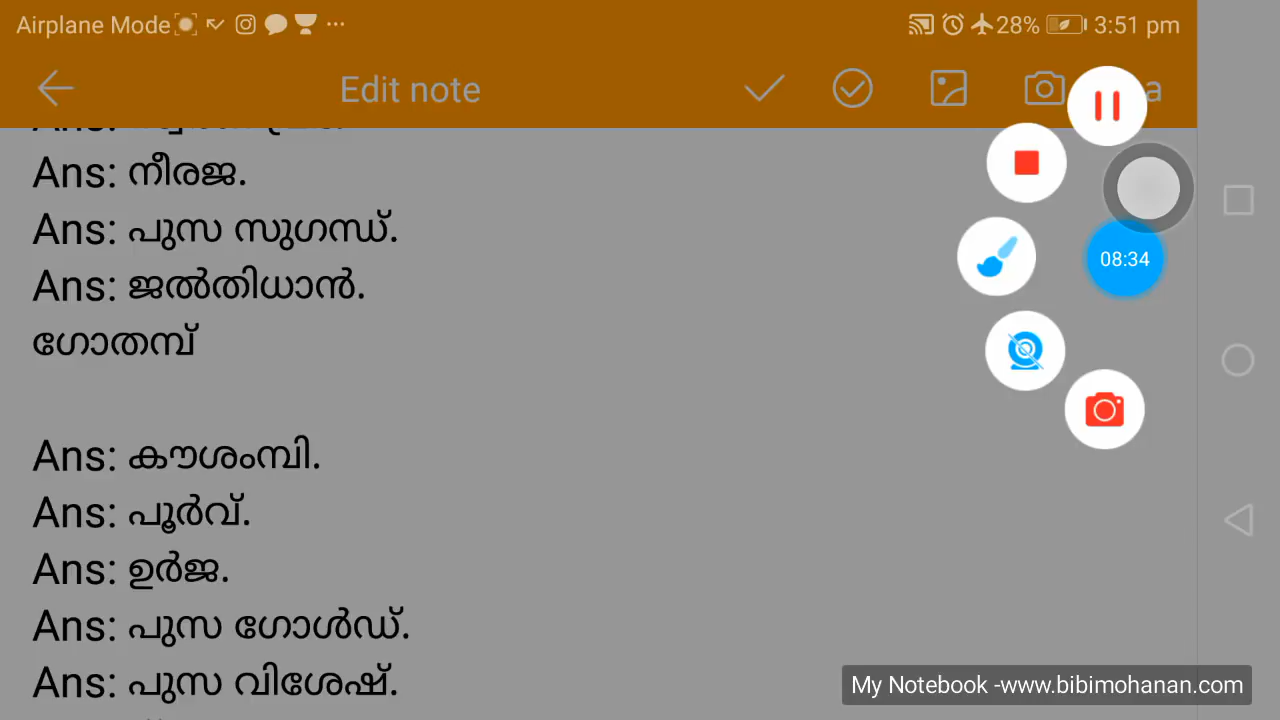 Airplane Mode ... 28% 3:51 pm
Edit note a
Ans:
Ans: നീരജ.
Ans: പുസ സുഗന്ധ്.
Ans: ജൽതിധാൻ.
ഗോതമ്പ്
08:34
Ans: കൗശംമ്പി.
Ans: പൂർവ്.
Ans: ഉർജ.
Ans: പുസ ഗോൾഡ്.
Ans: പുസ വിശേഷ്.
My Notebook -www.bibimohanan.com